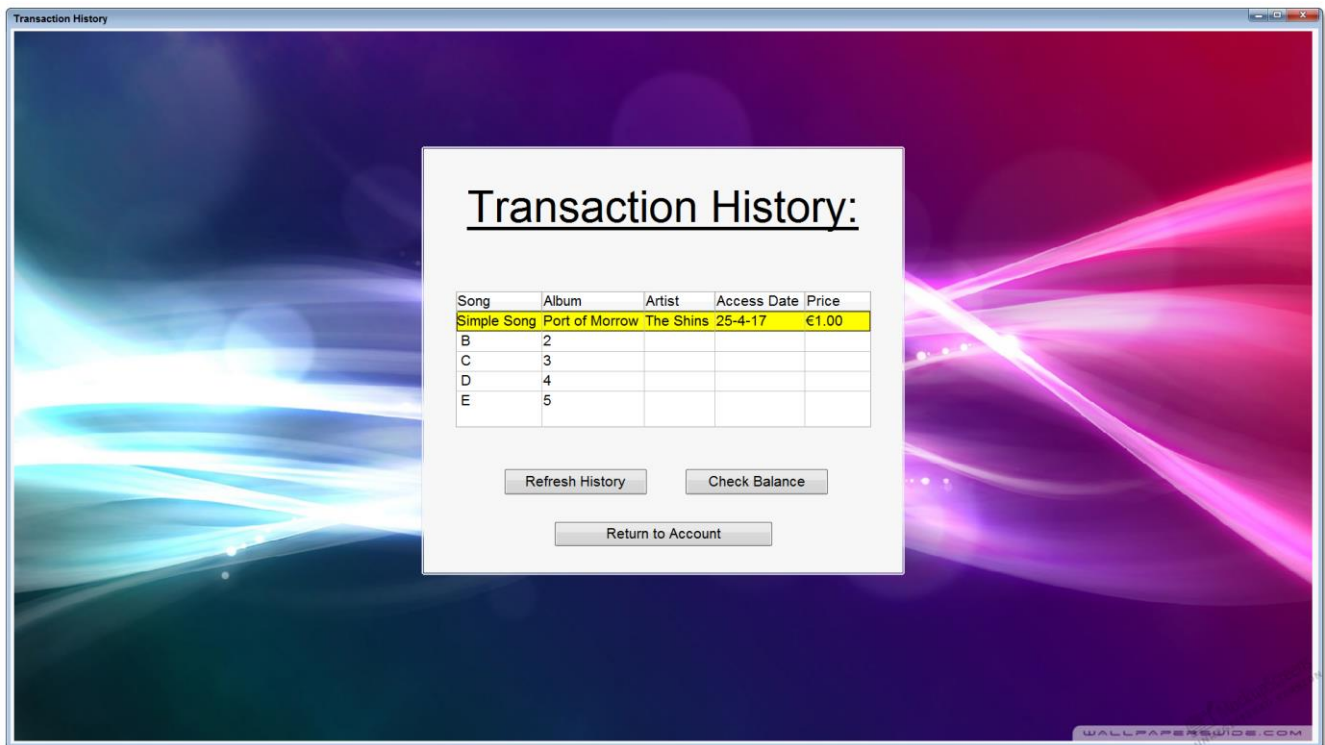 Transaction History
Transaction History:
Song Album Artist Access Date Price
Simple Song Port of Morrow The Shins 25-4-17 €1.00
B 2
C 3
D 4
E 5
Refresh History Check Balance
Return to Account
WALLPAPERSWIDE.COM